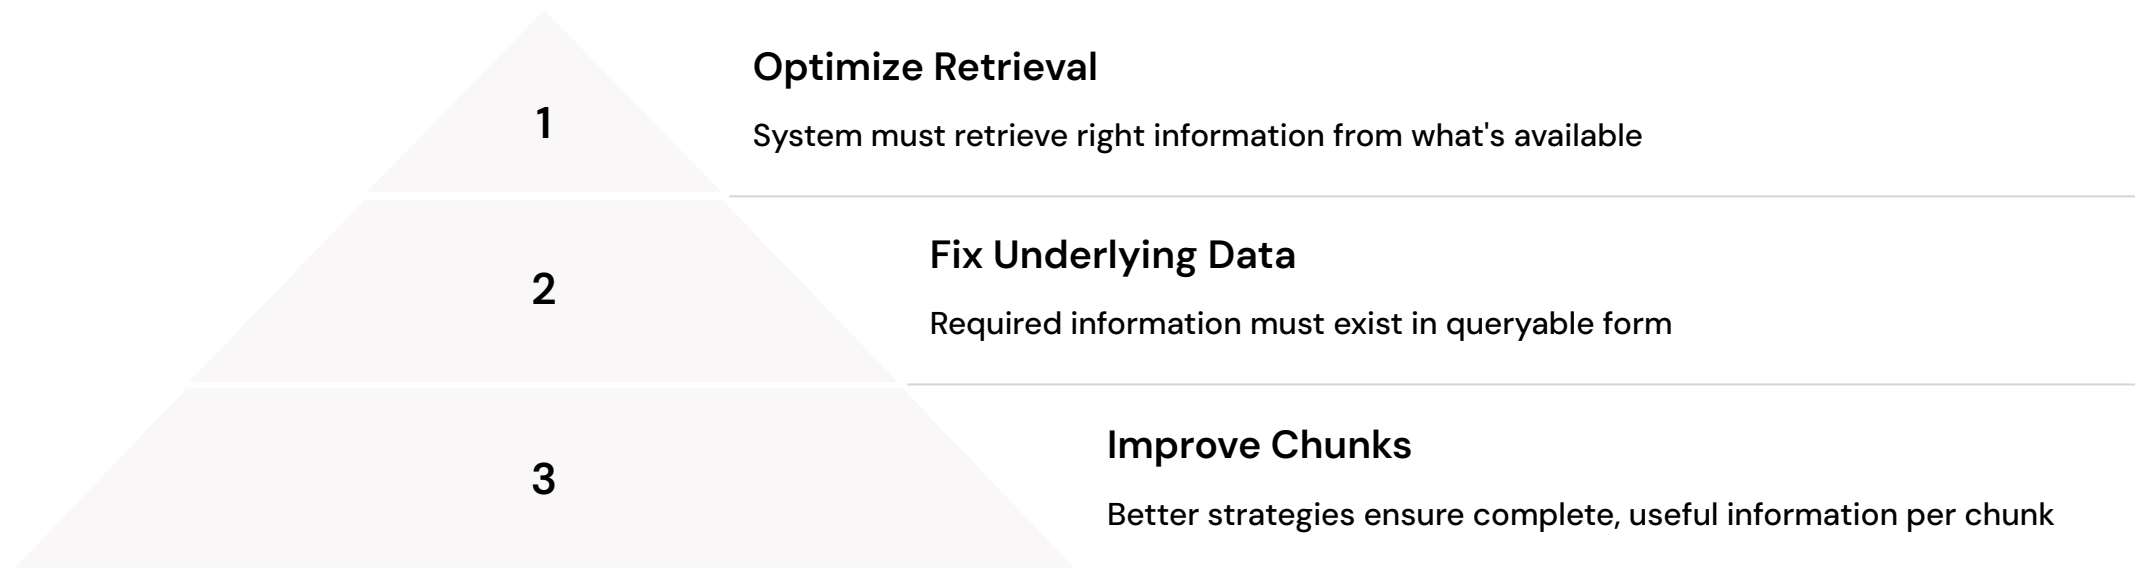 Optimize Retrieval
1
System must retrieve right information from what's available
Fix Underlying Data
2
Required information must exist in queryable form
Improve Chunks
3
Better strategies ensure complete, useful information per chunk